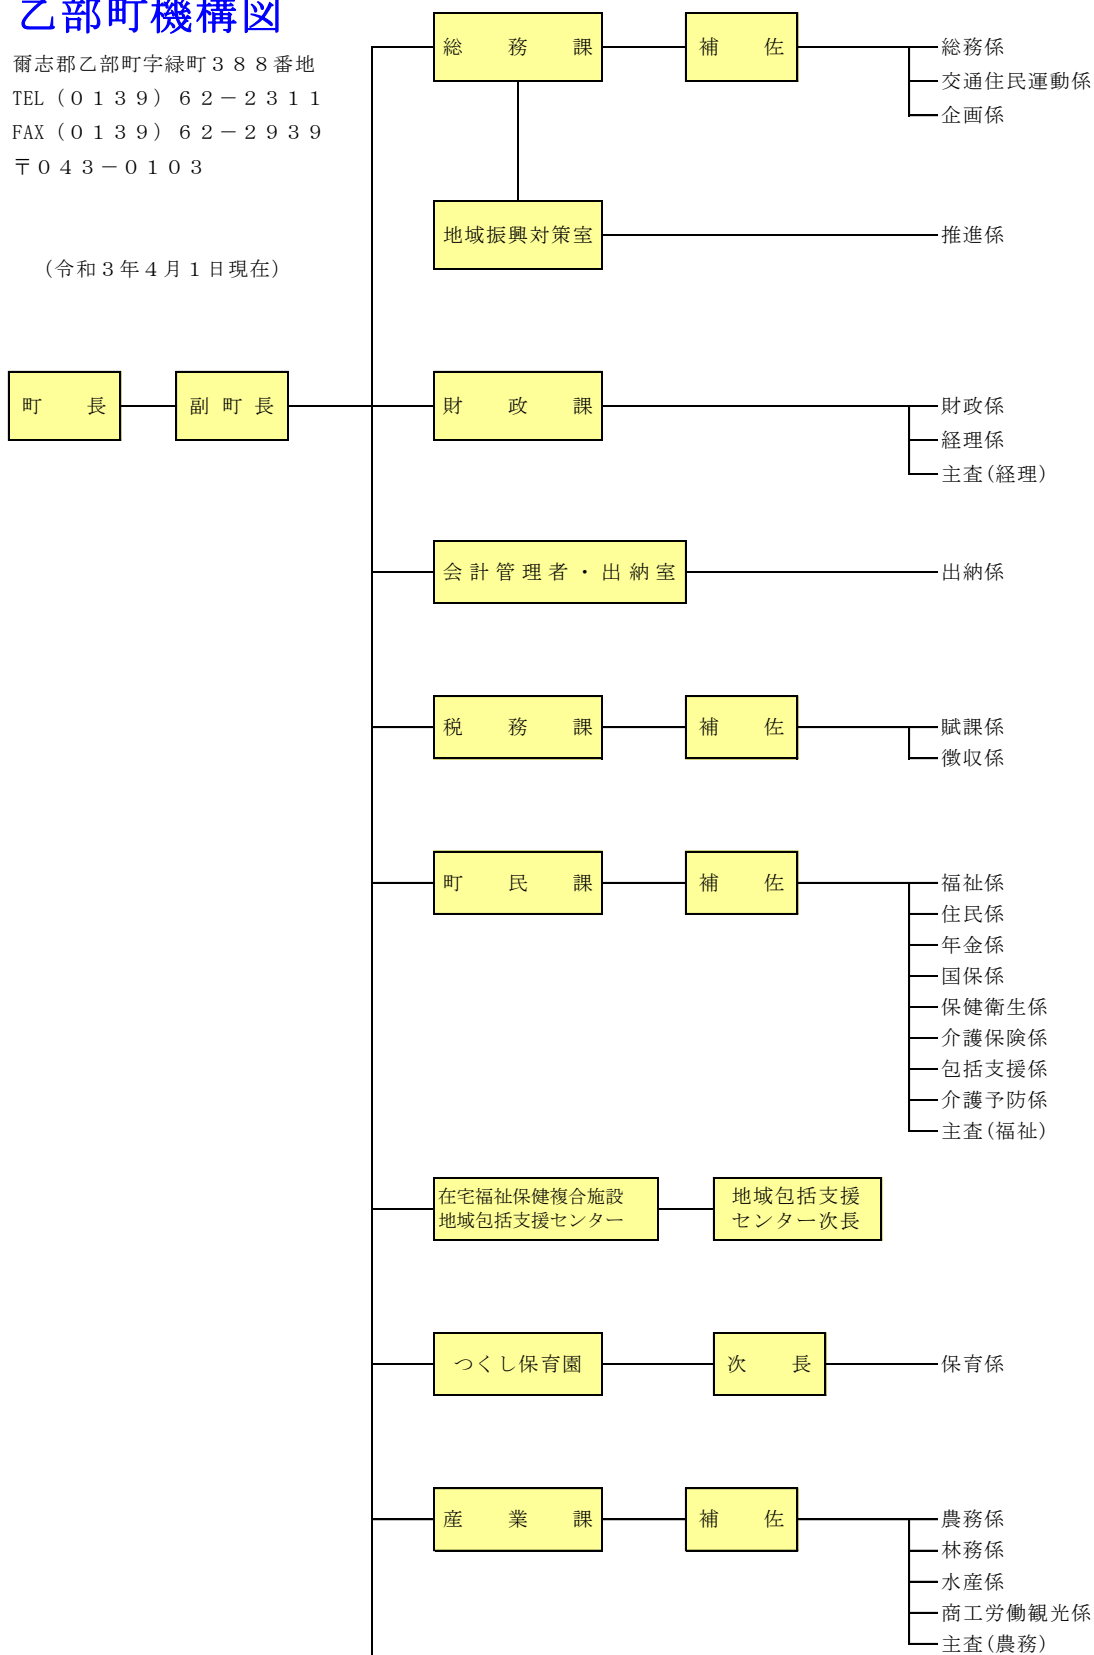 乙部町機構図
爾志郡乙部町字緑町３８８番地
TEL（０１３９）６２－２３１１
FAX（０１３９）６２－２９３９
〒０４３－０１０３
（令和３年４月１日現在）
町　長
副町長
総　務　課
補　佐
総務係
交通住民運動係
企画係
地域振興対策室
推進係
財　政　課
財政係
経理係
主査(経理)
会計管理者・出納室
出納係
税　務　課
補　佐
賦課係
徴収係
町　民　課
補　佐
福祉係
住民係
年金係
国保係
保健衛生係
介護保険係
包括支援係
介護予防係
主査(福祉)
在宅福祉保健複合施設
地域包括支援センター
地域包括支援
センター次長
つくし保育園
次　長
保育係
産　業　課
補　佐
農務係
林務係
水産係
商工労働観光係
主査(農務)